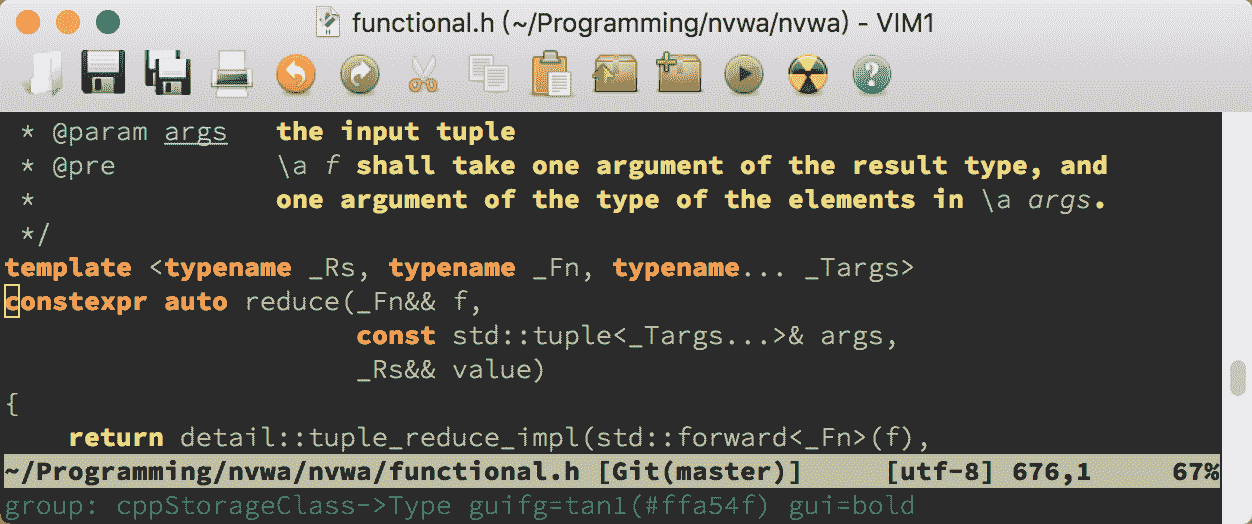 functional.h (~/Programming/nvwa/nvwa) - VIM1
* @param args   the input tuple
* @pre          \a f shall take one argument of the result type, and
*               one argument of the type of the elements in \a args.
*/
template <typename _Rs, typename _Fn, typename... _Targs>
constexpr auto reduce(_Fn&& f,
                      const std::tuple<_Targs...>& args,
                      _Rs&& value)
{
    return detail::tuple_reduce_impl(std::forward<_Fn>(f),
~/Programming/nvwa/nvwa/functional.h [Git(master)]     [utf-8] 676,1     67%
group: cppStorageClass->Type guifg=tan1(#ffa54f) gui=bold